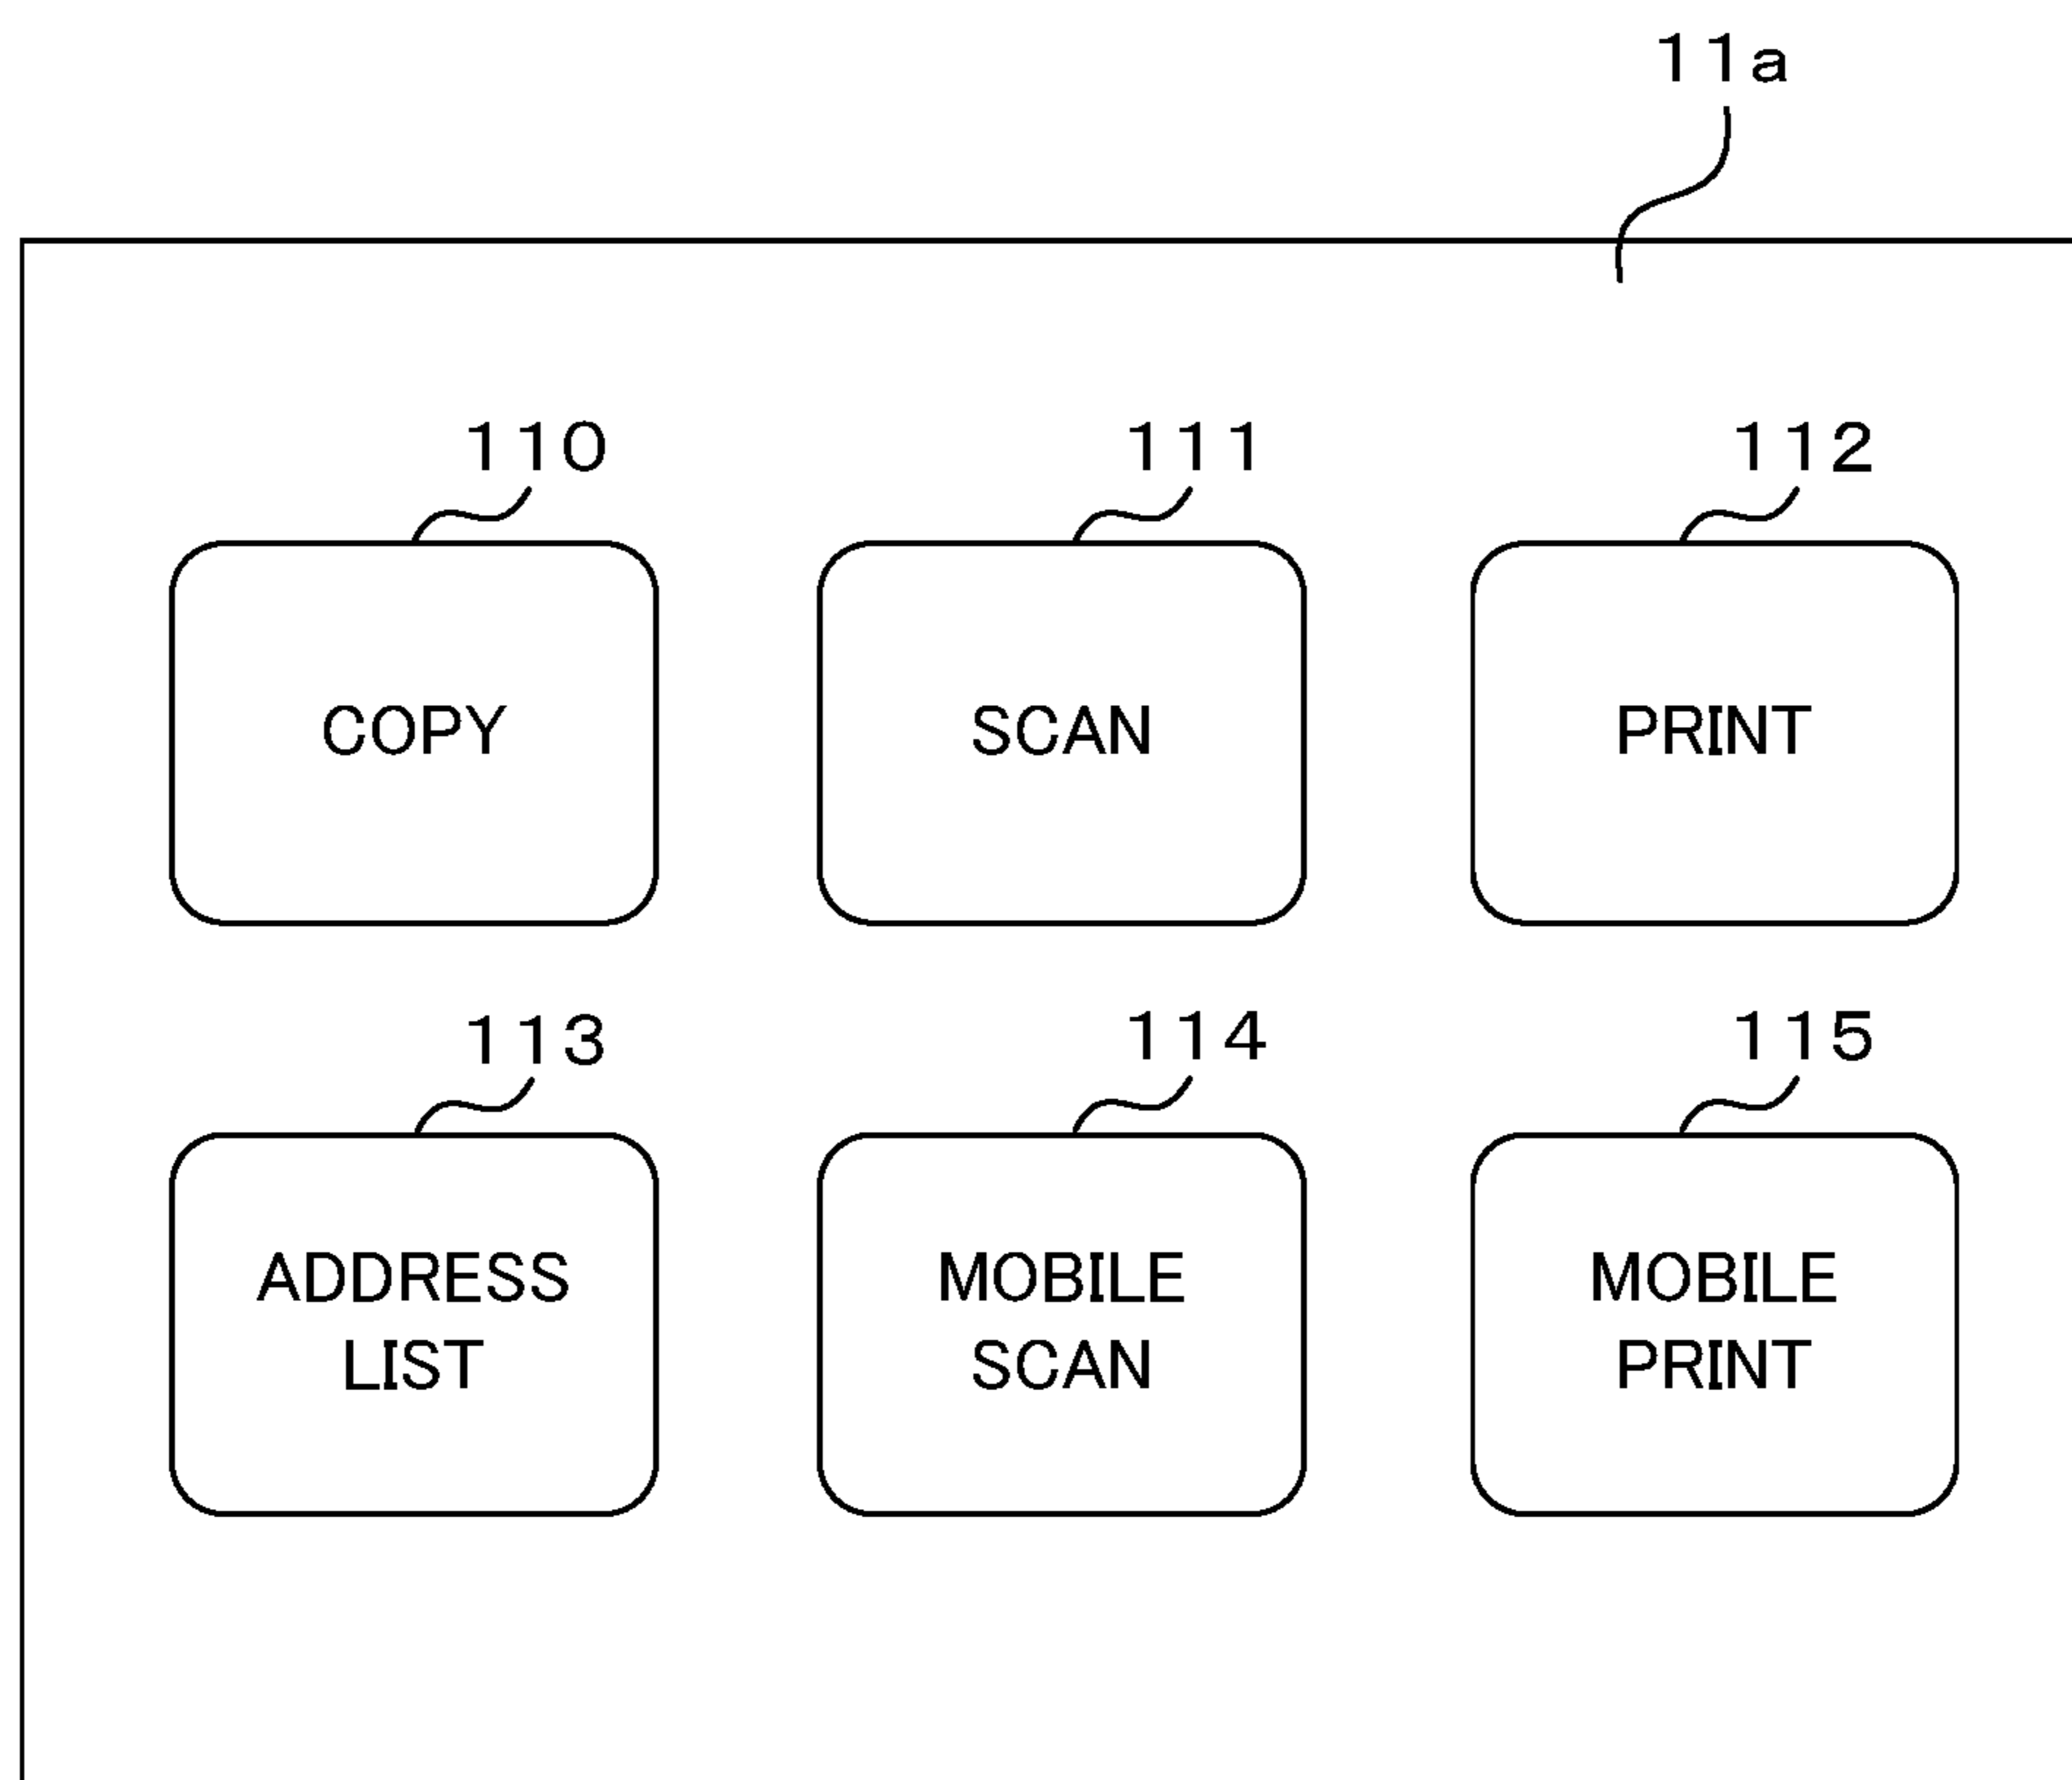 11a
110 111 112
COPY SCAN PRINT
113 114 115
ADDRESS LIST
MOBILE SCAN
MOBILE PRINT